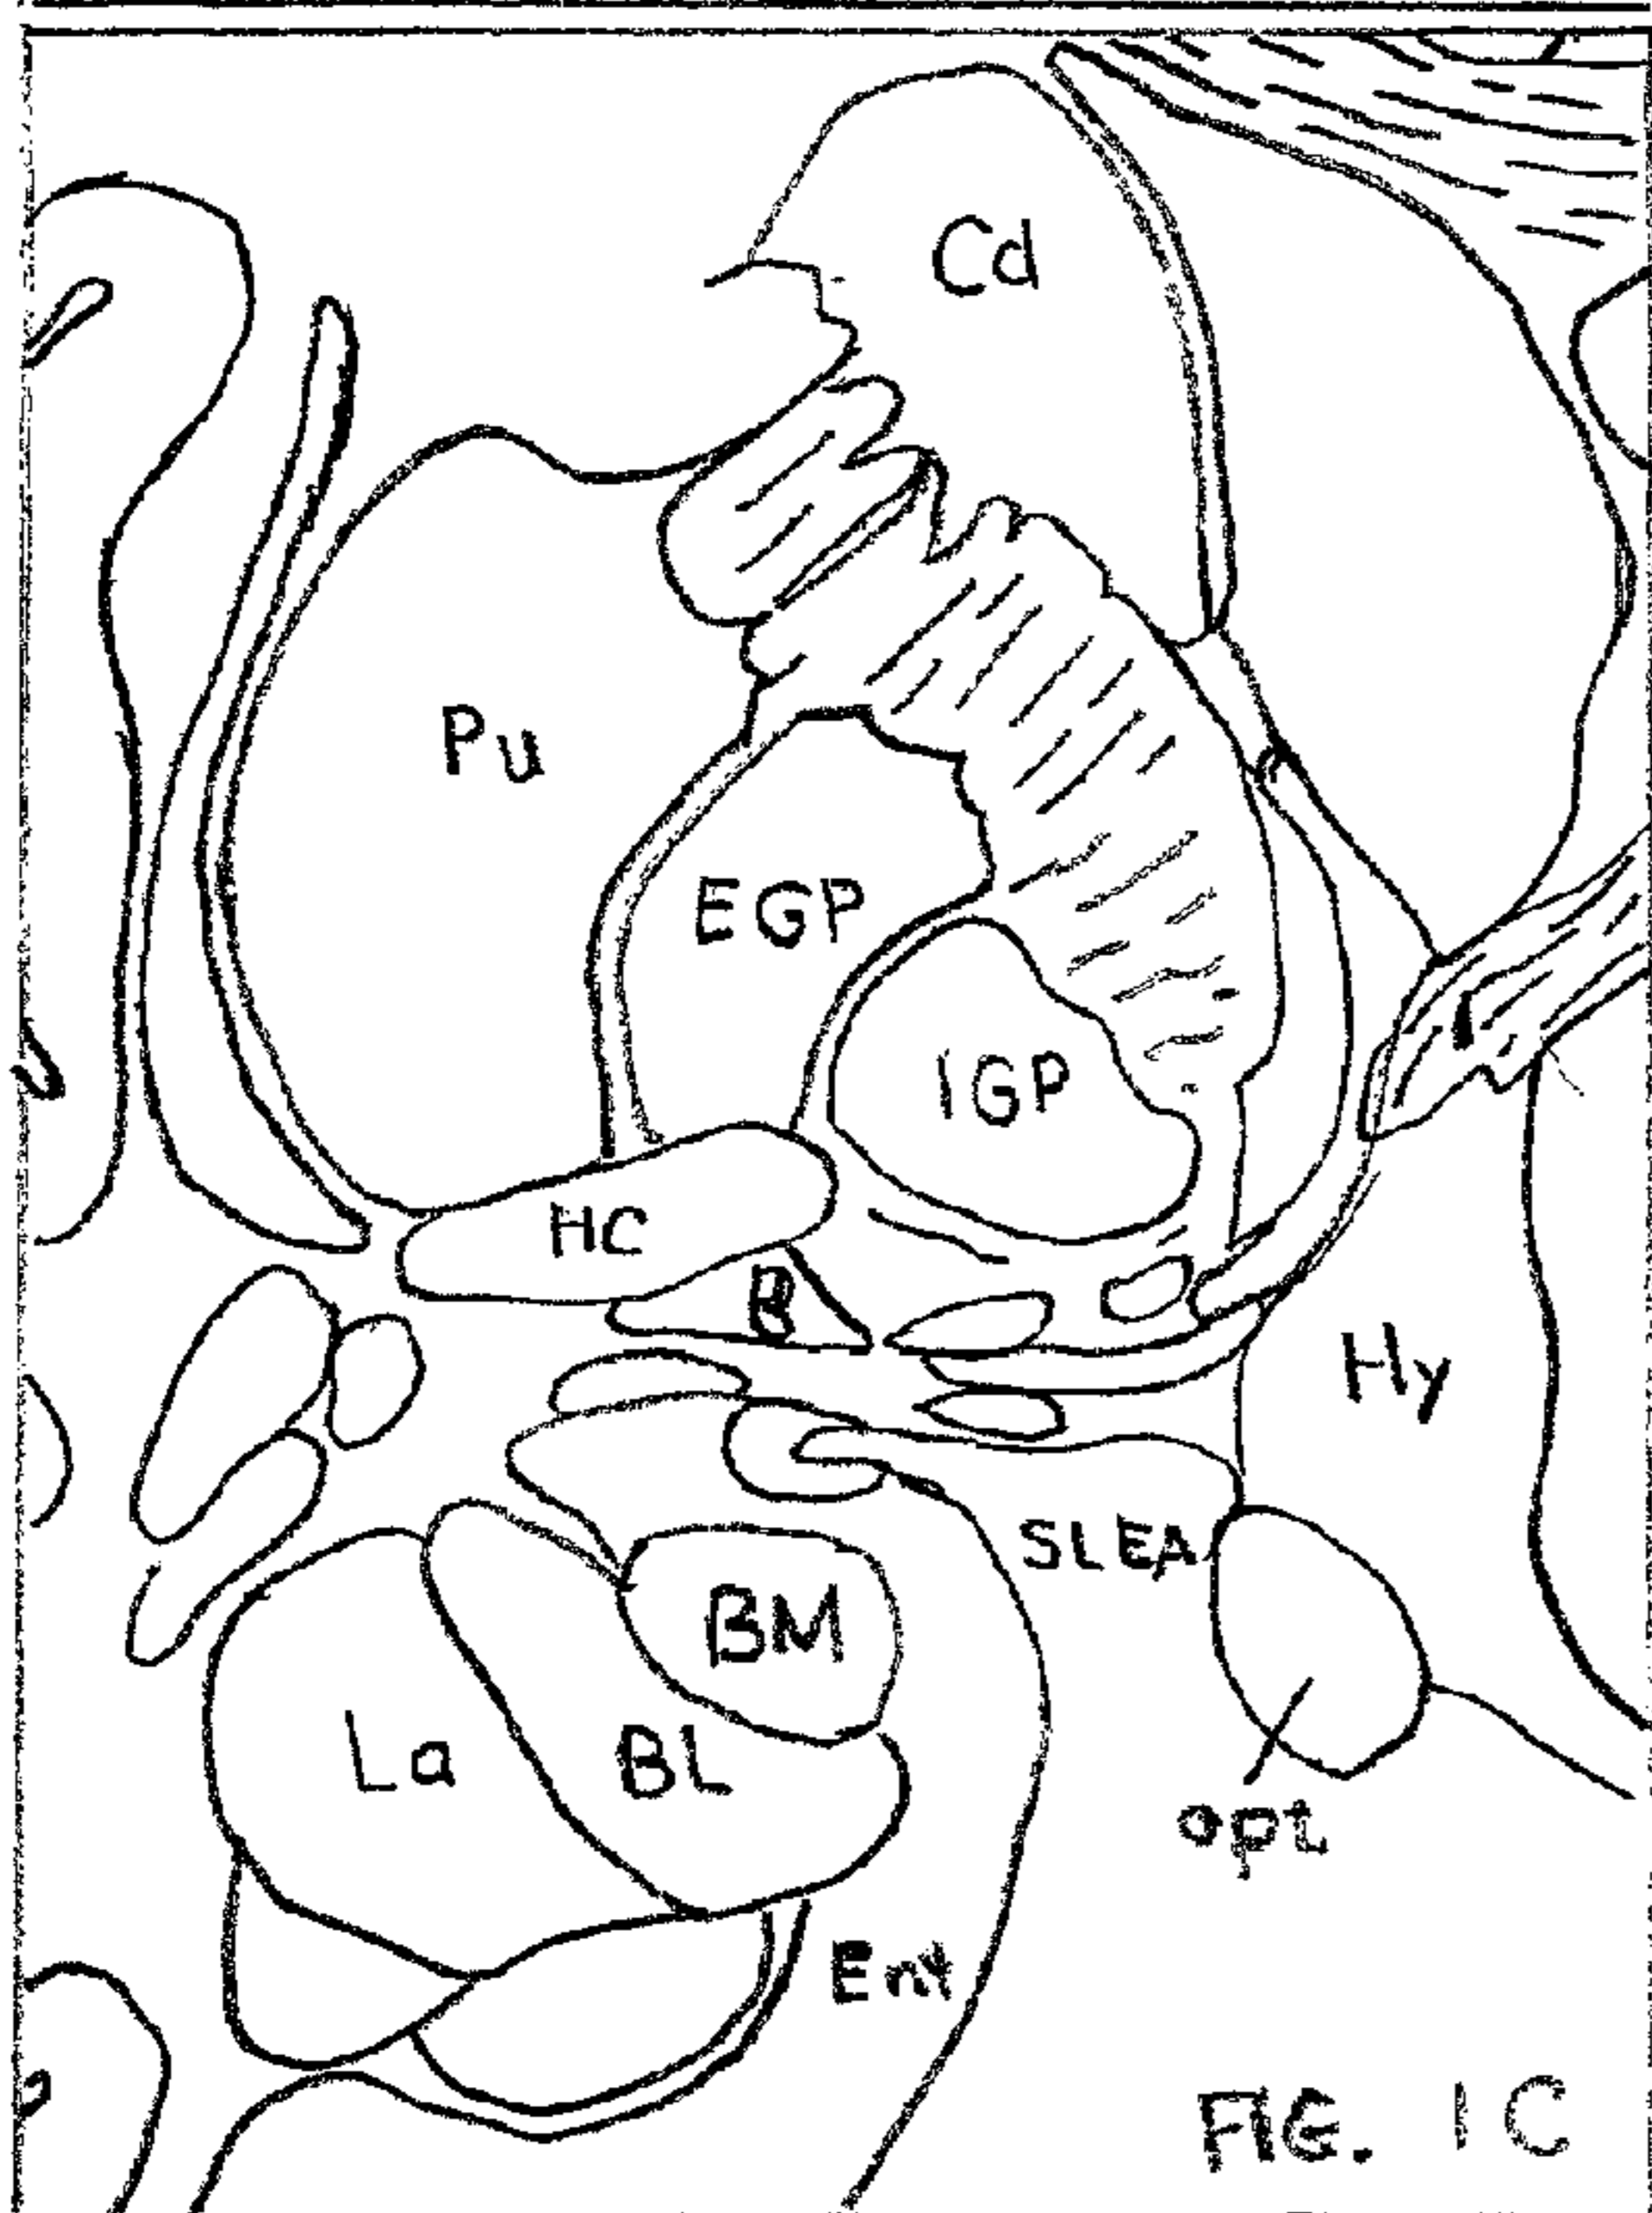 Cd
Pu
EGP
IGP
HC
B
Hy
SLEA
BM
La
BL
opt
Ent
FIG. 1C